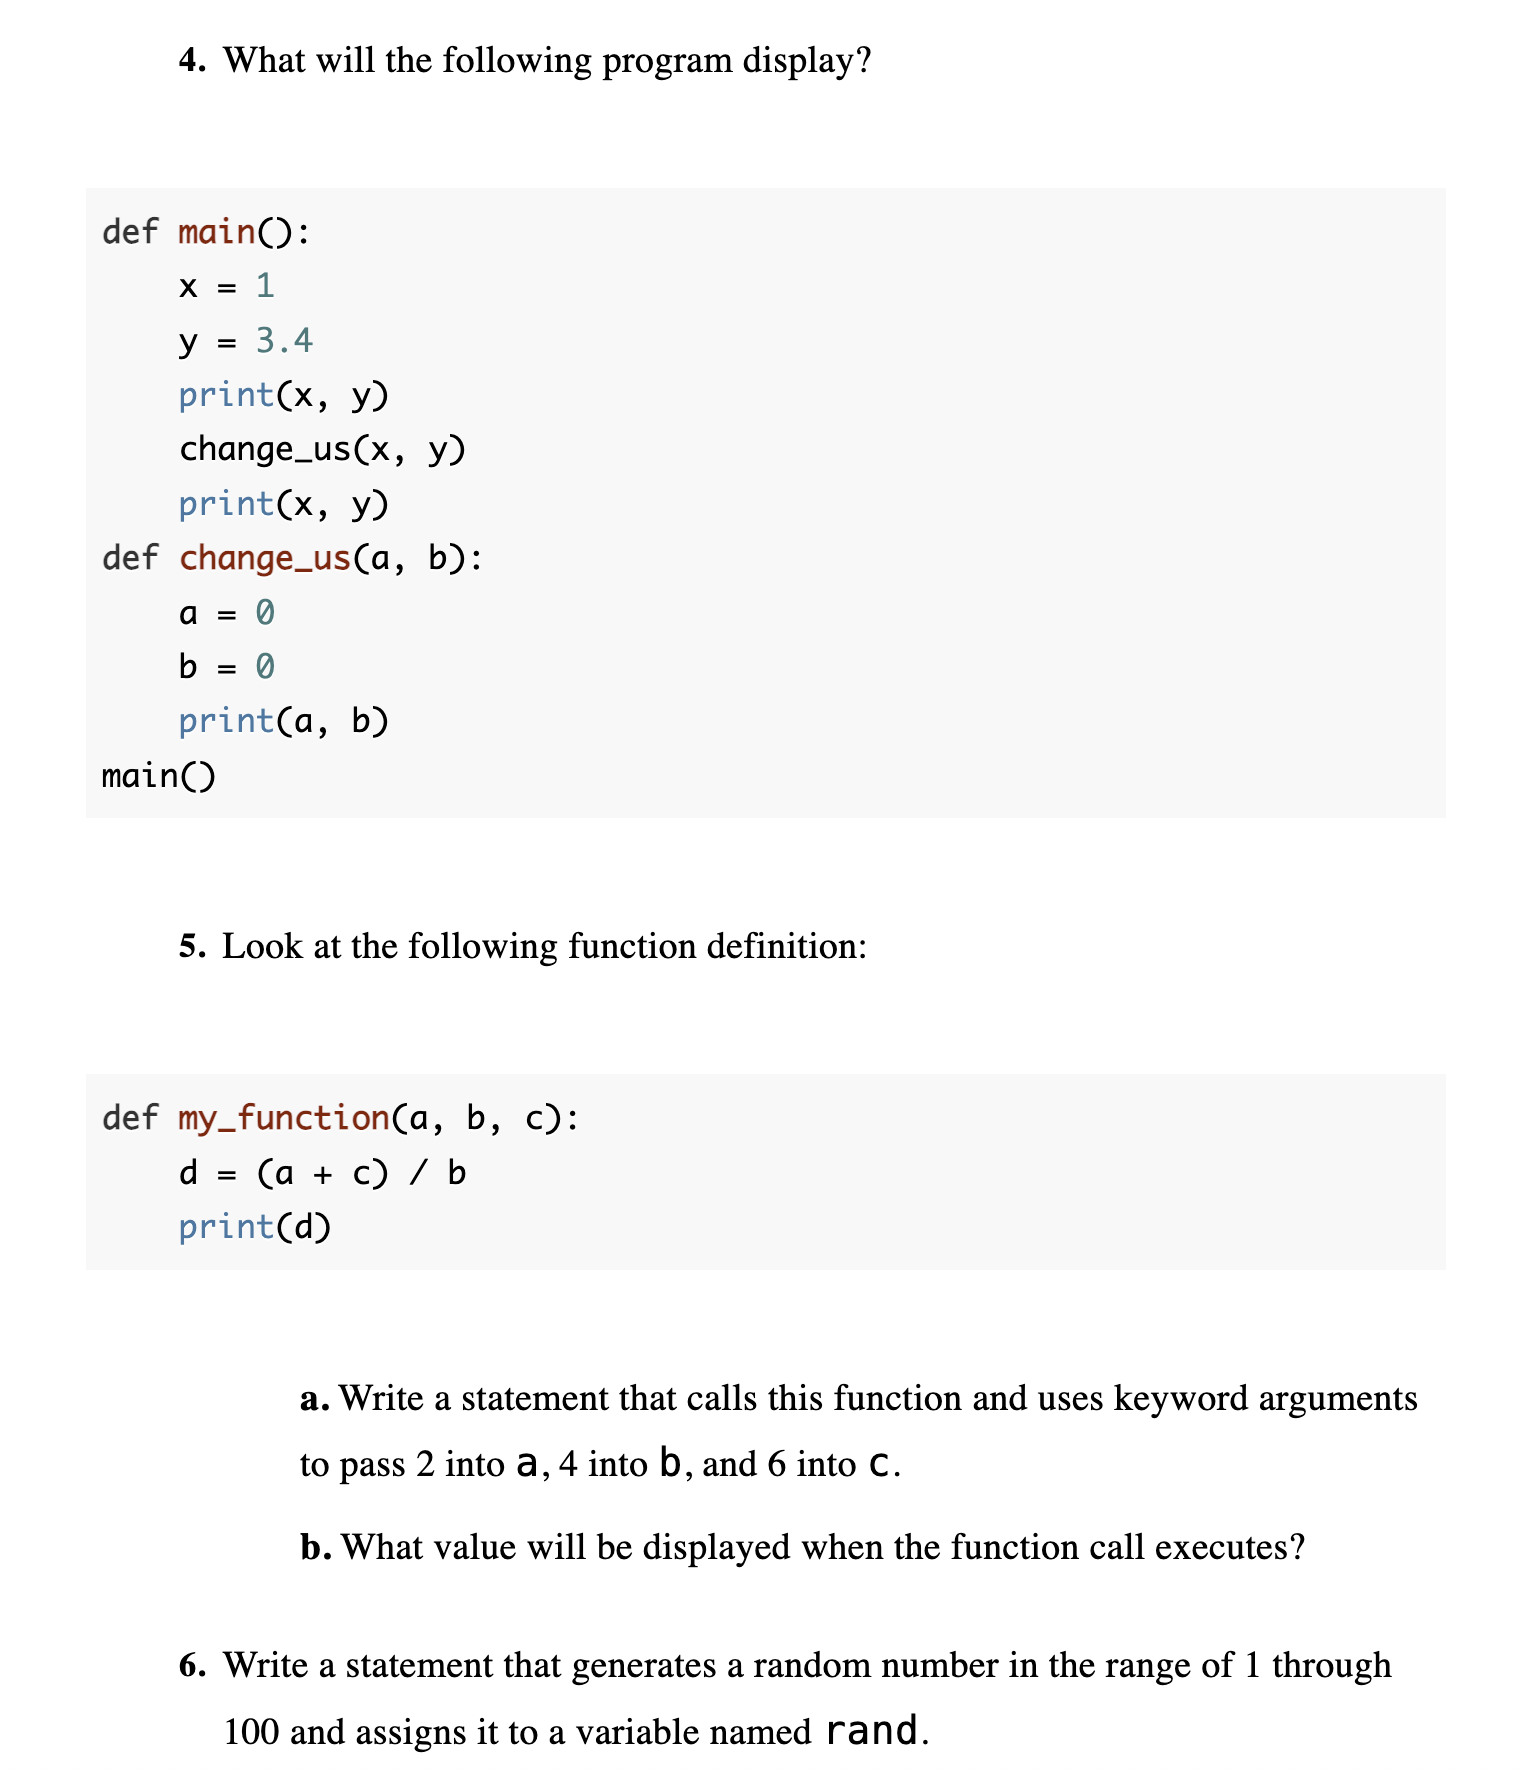 4. What will the following program display?
def main():
    x = 1
    y = 3.4
    print(x, y)
    change_us(x, y)
    print(x, y)
def change_us(a, b):
    a = 0
    b = 0
    print(a, b)
main()
5. Look at the following function definition:
def my_function(a, b, c):
    d = (a + c) / b
    print(d)
a. Write a statement that calls this function and uses keyword arguments
to pass 2 into a, 4 into b, and 6 into c.
b. What value will be displayed when the function call executes?
6. Write a statement that generates a random number in the range of 1 through
100 and assigns it to a variable named rand.